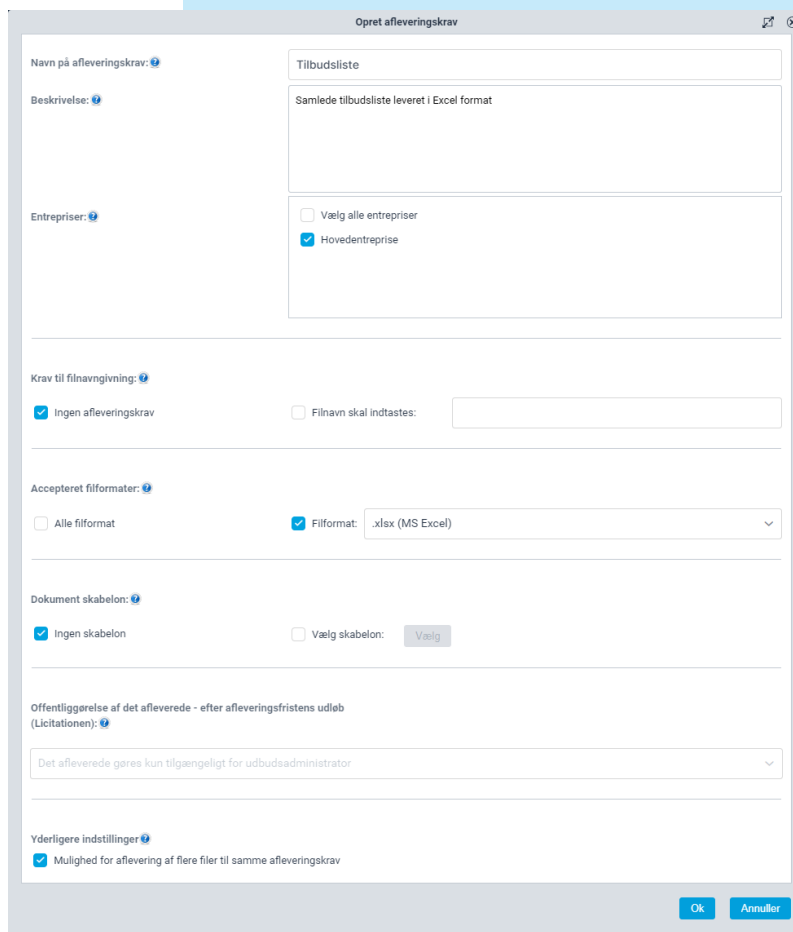 Opret afleveringskrav
Navn på afleveringskrav:
Tilbudsliste
Beskrivelse:
Samlede tilbudsliste leveret i Excel format
Entrepriser:
Vælg alle entrepriser
Hovedentreprise
Krav til filnavngivning:
Ingen afleveringskrav
Filnavn skal indtastes:
Accepteret filformater:
Alle filformat
Filformat: .xlsx (MS Excel)
Dokument skabelon:
Ingen skabelon
Vælg skabelon: Vælg
Offentliggørelse af det afleverede - efter afleveringsfristens udløb
(Licitationen):
Det afleverede gøres kun tilgængeligt for udbudsadministrator
Yderligere indstillinger
Mulighed for aflevering af flere filer til samme afleveringskrav
Ok Annuller